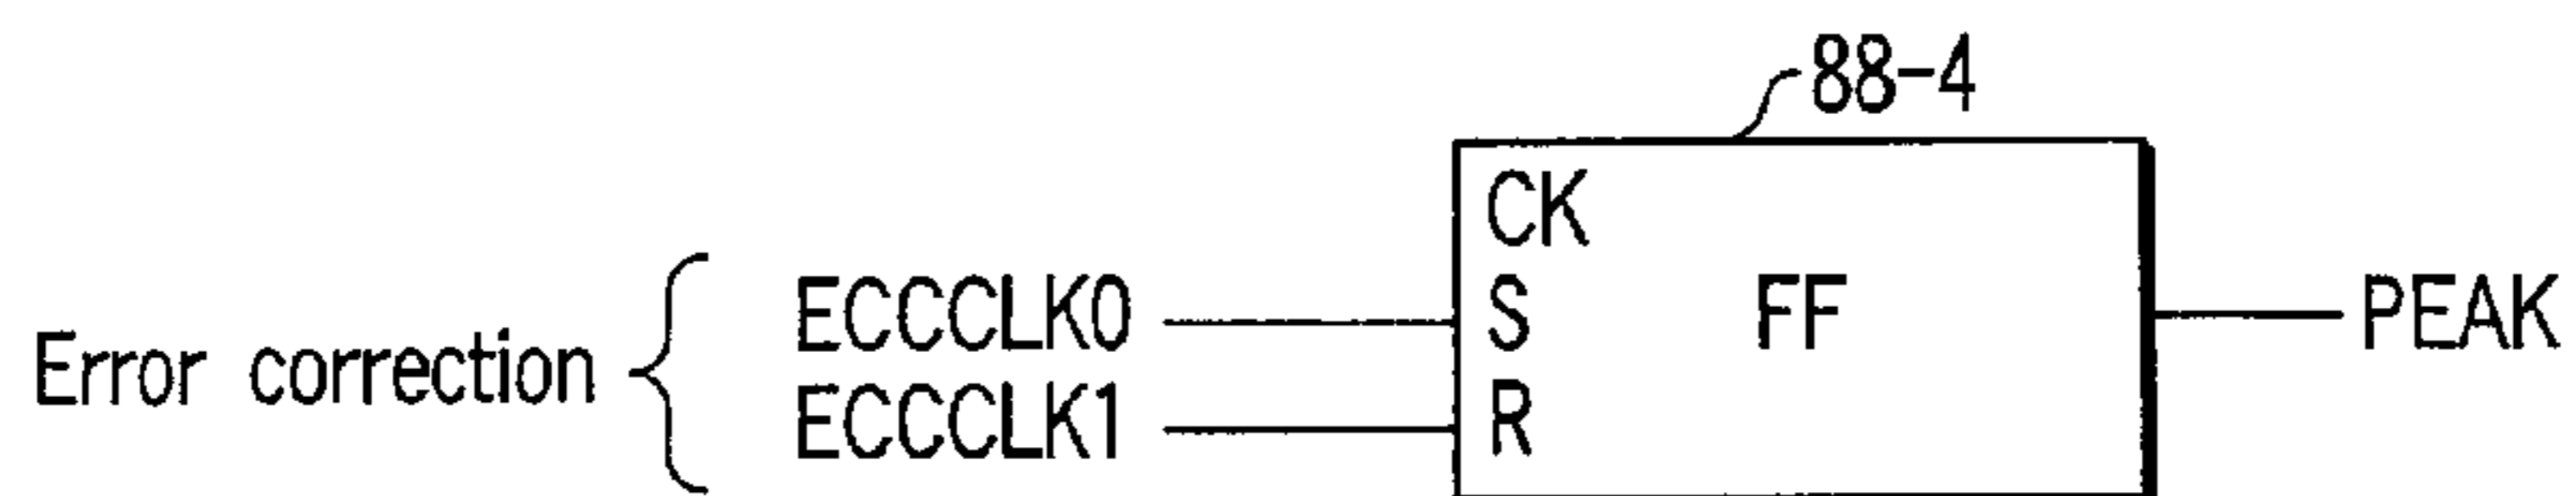 88-4
CK
Error correction
ECCCLK0
S
FF
PEAK
ECCCLK1
R